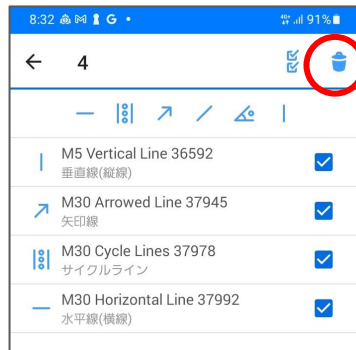 8:32 G •
4G+ .ıl 91%
4
M5 Vertical Line 36592
垂直線(縦線)
M30 Arrowed Line 37945
矢印線
M30 Cycle Lines 37978
サイクルライン
M30 Horizontal Line 37992
水平線(横線)